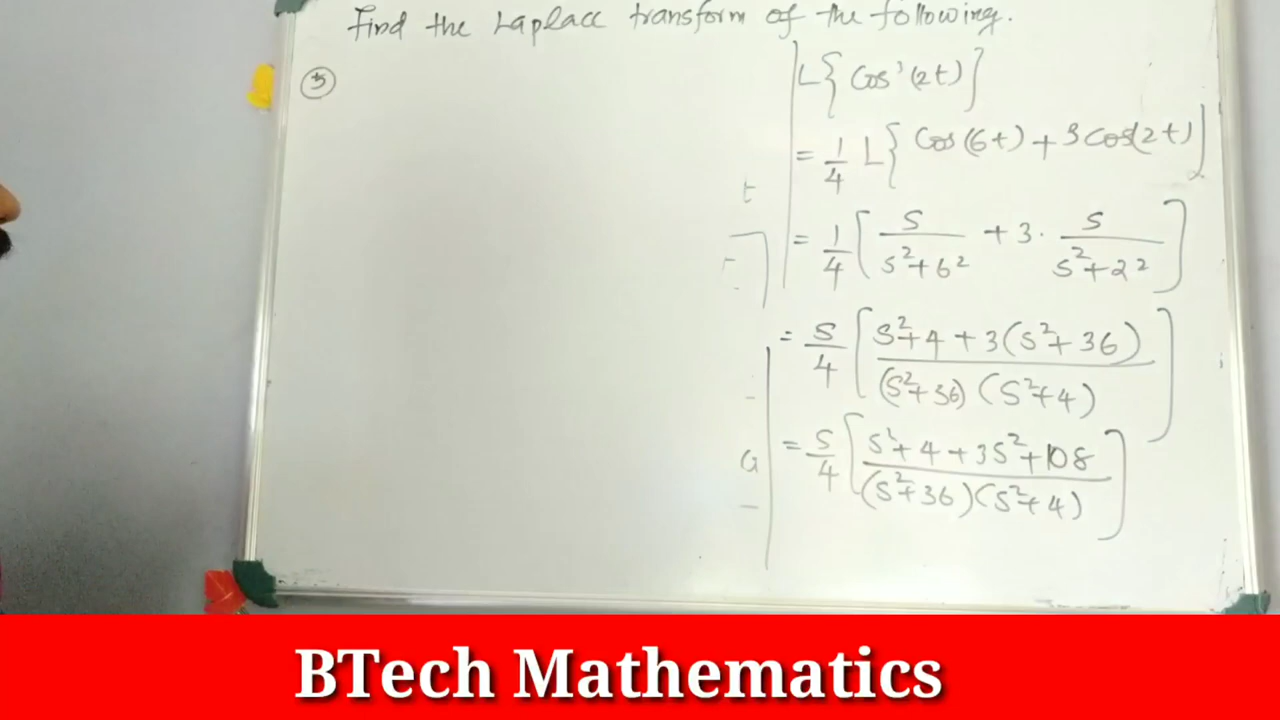 Find the Laplace transform of the following.
⑤
L{ Cos³(2t) }
= 1/4 L{ Cos(6t) + 3 Cos(2t) }
= 1/4 [ s/(s²+6²) + 3. s/(s²+2²) ]
= s/4 [ (s²+4 + 3(s²+36)) / ((s²+36)(s²+4)) ]
= s/4 [ (s²+4+3s²+108) / ((s²+36)(s²+4)) ]
BTech Mathematics